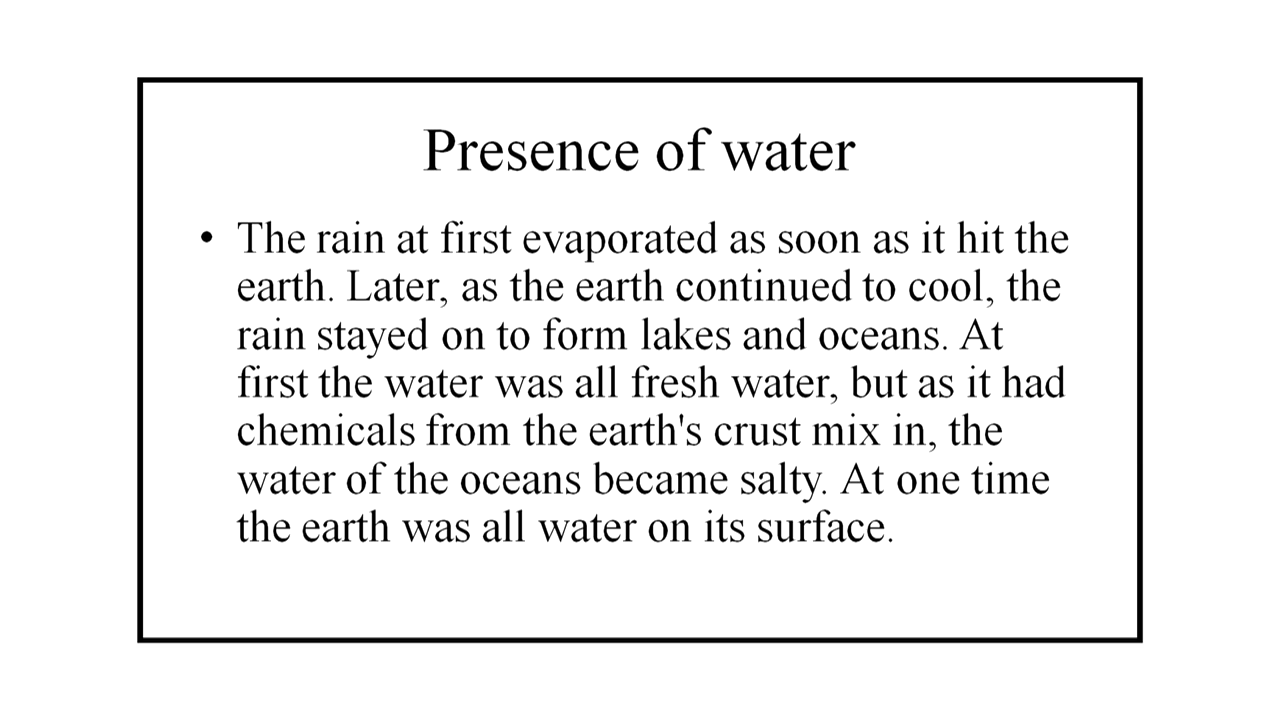 Presence of water
• The rain at first evaporated as soon as it hit the
earth. Later, as the earth continued to cool, the
rain stayed on to form lakes and oceans. At
first the water was all fresh water, but as it had
chemicals from the earth's crust mix in, the
water of the oceans became salty. At one time
the earth was all water on its surface.